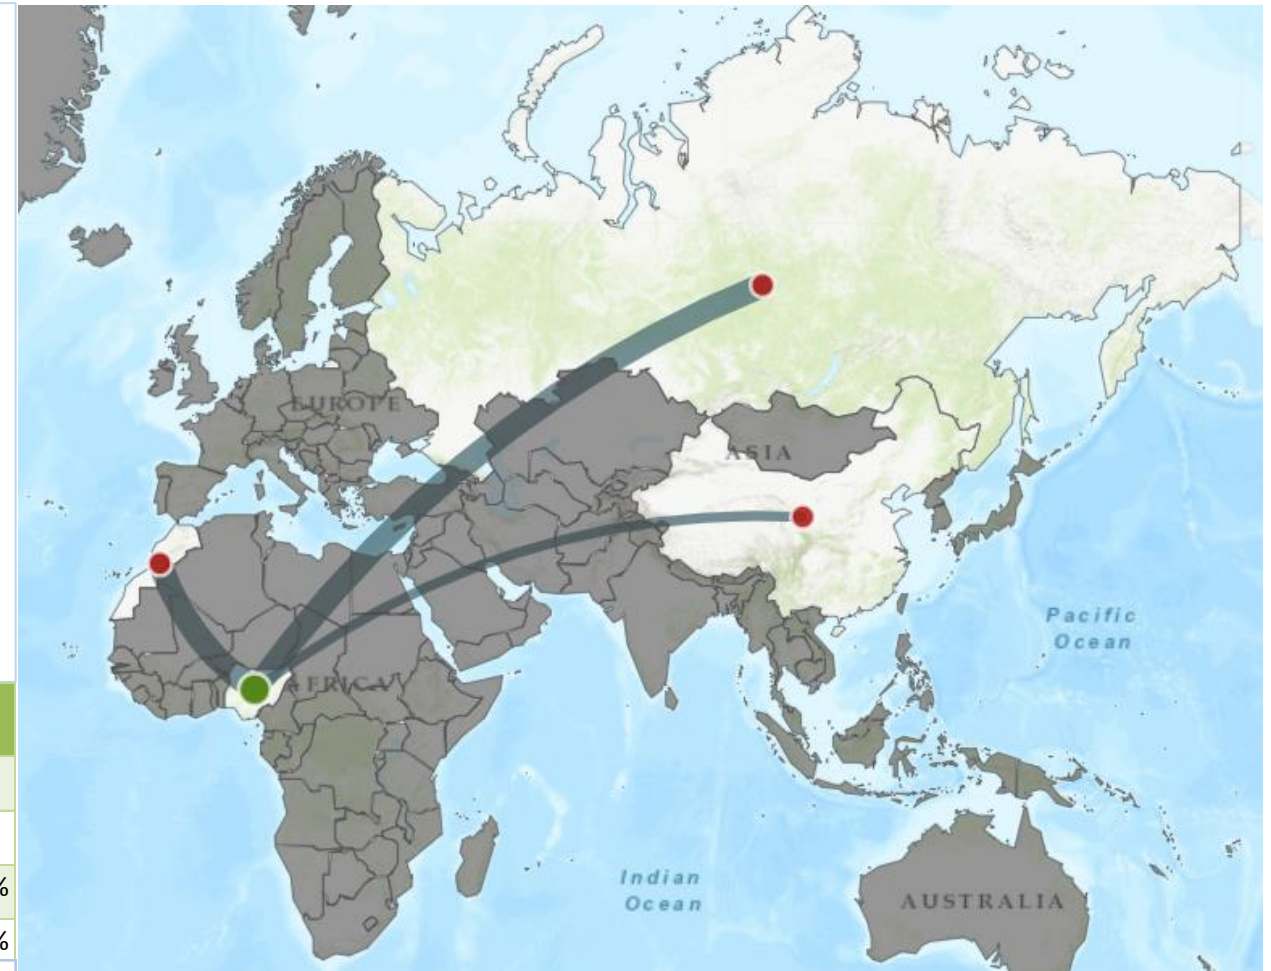 EUROPE
ASIA
Pacific
Ocean
AFRICA
%
Indian
Ocean
AUSTRALIA
%